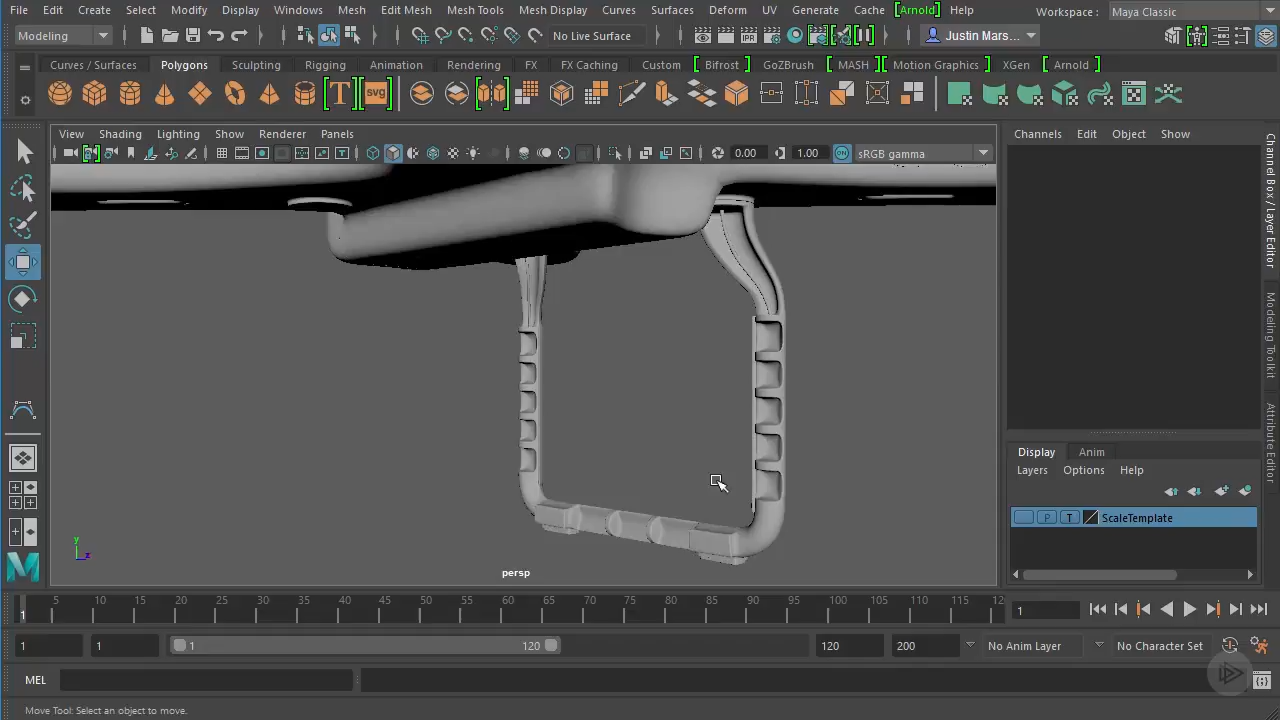 File Edit Create Select Modify Display Windows Mesh Edit Mesh Mesh Tools Mesh Display Curves Surfaces Deform UV Generate Cache [Arnold] Help Workspace : Maya Classic
Modeling No Live Surface Justin Mars...
Curves / Surfaces Polygons Sculpting Rigging Animation Rendering FX FX Caching Custom [ Bifrost ] GoZBrush [ MASH ] [ Motion Graphics ] XGen [ Arnold ]
T svg
View Shading Lighting Show Renderer Panels
0.00 1.00 ON sRGB gamma
Channels Edit Object Show
Channel Box / Layer Editor
Modeling Toolkit
Attribute Editor
Display Anim
Layers Options Help
P T ScaleTemplate
y
z
persp
1 5 10 15 20 25 30 35 40 45 50 55 60 65 70 75 80 85 90 95 100 105 110 115 12
1
1 1 1 120 120 200 No Anim Layer No Character Set
MEL
Move Tool: Select an object to move.